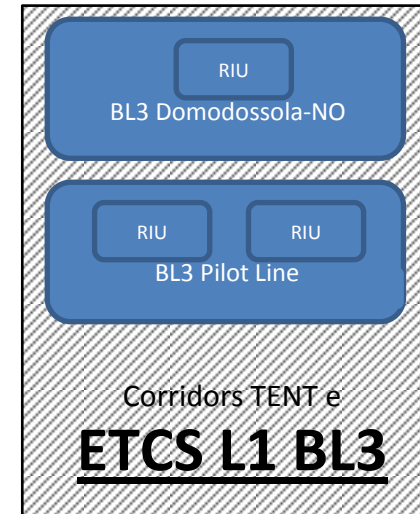 RIU
BL3 Domodossola-NO
RIU RIU
BL3 Pilot Line
Corridors TENT e
ETCS L1 BL3